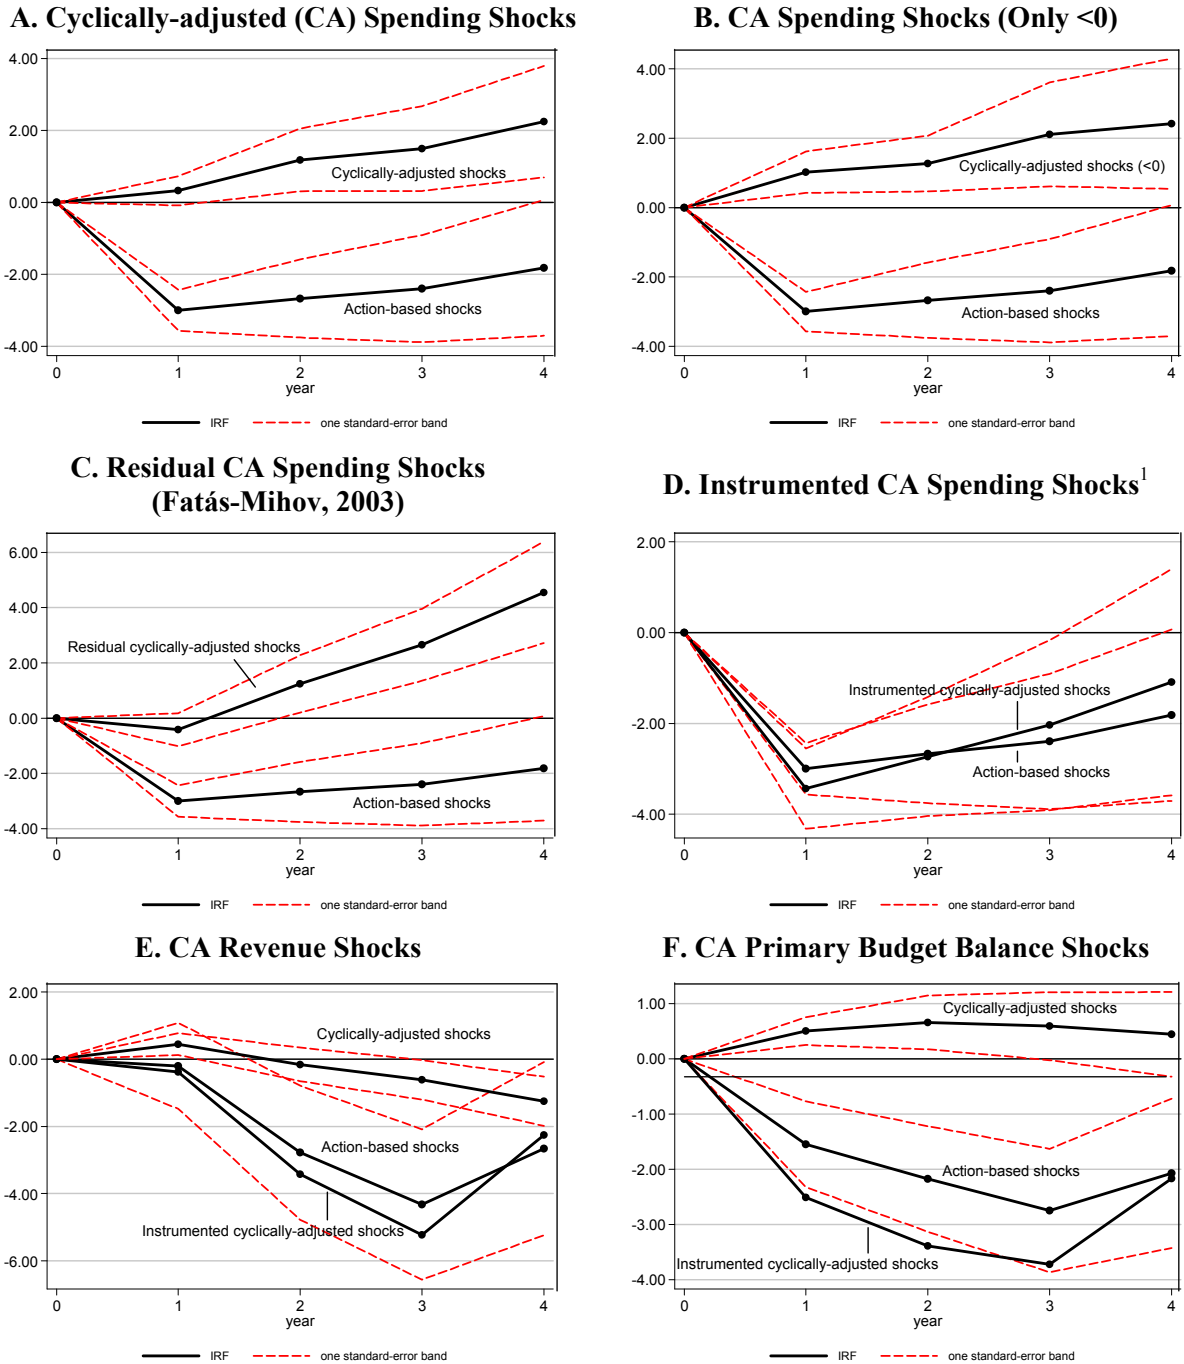 A. Cyclically-adjusted (CA) Spending Shocks
4.00
2.00
0.00
-2.00
-4.00
Cyclically-adjusted shocks
Action-based shocks
0 1 2 3 4
year
IRF one standard-error band
B. CA Spending Shocks (Only <0)
4.00
2.00
0.00
-2.00
-4.00
Cyclically-adjusted shocks (<0)
Action-based shocks
0 1 2 3 4
year
IRF one standard-error band
C. Residual CA Spending Shocks
(Fatás-Mihov, 2003)
6.00
4.00
2.00
0.00
-2.00
-4.00
Residual cyclically-adjusted shocks
Action-based shocks
0 1 2 3 4
year
IRF one standard-error band
D. Instrumented CA Spending Shocks¹
2.00
0.00
-2.00
-4.00
Instrumented cyclically-adjusted shocks
Action-based shocks
0 1 2 3 4
year
IRF one standard-error band
E. CA Revenue Shocks
2.00
0.00
-2.00
-4.00
-6.00
Cyclically-adjusted shocks
Action-based shocks
Instrumented cyclically-adjusted shocks
0 1 2 3 4
year
IRF one standard-error band
F. CA Primary Budget Balance Shocks
1.00
0.00
-1.00
-2.00
-3.00
-4.00
Cyclically-adjusted shocks
Action-based shocks
Instrumented cyclically-adjusted shocks
0 1 2 3 4
year
IRF one standard-error band